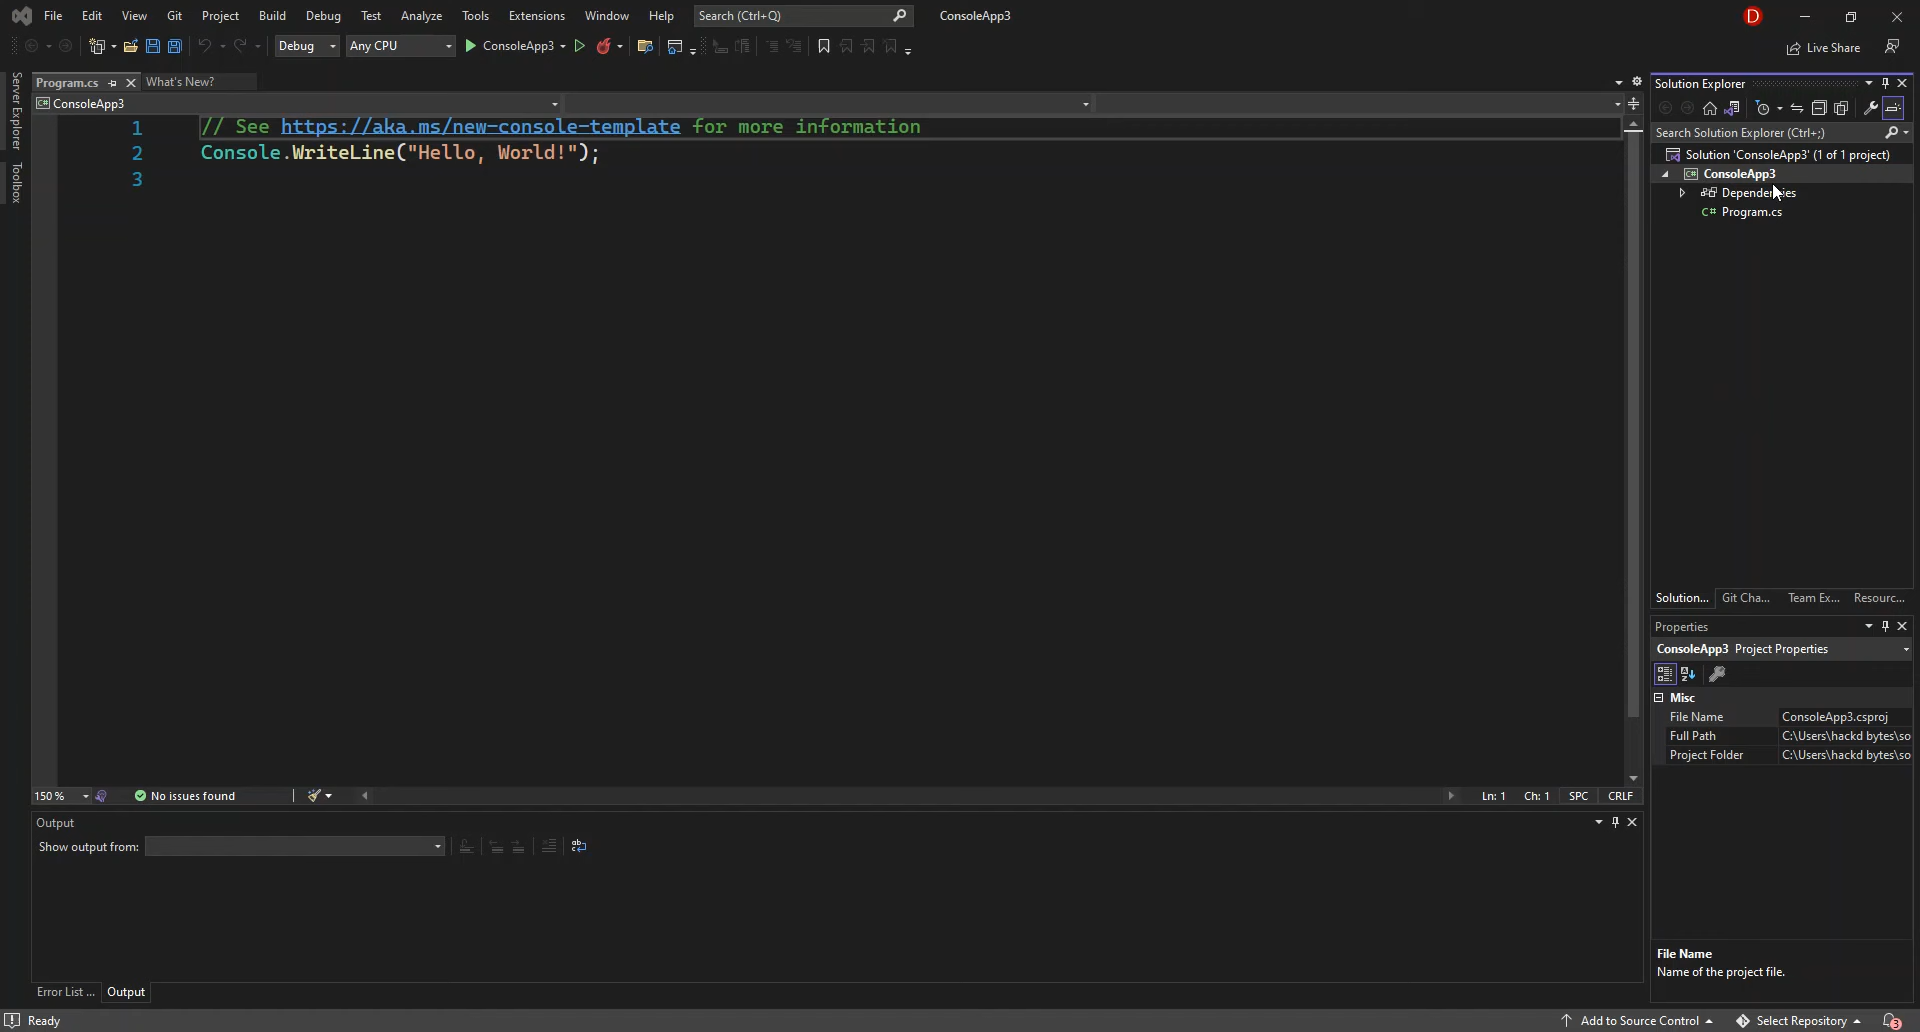 File Edit View Git Project Build Debug Test Analyze Tools Extensions Window Help Search (Ctrl+Q) ConsoleApp3 D
Debug Any CPU ConsoleApp3 Live Share
Server Explorer
Toolbox
Program.cs What's New?
C# ConsoleApp3
1 // See https://aka.ms/new-console-template for more information
2 Console.WriteLine("Hello, World!");
3
150 % No issues found Ln: 1 Ch: 1 SPC CRLF
Output
Show output from:
Error List ... Output
Solution Explorer
Search Solution Explorer (Ctrl+;)
Solution 'ConsoleApp3' (1 of 1 project)
C# ConsoleApp3
Dependencies
C# Program.cs
Solution... Git Cha... Team Ex... Resourc...
Properties
ConsoleApp3 Project Properties
Misc
File Name ConsoleApp3.csproj
Full Path C:\Users\hackd bytes\so
Project Folder C:\Users\hackd bytes\so
File Name
Name of the project file.
Ready Add to Source Control Select Repository 3